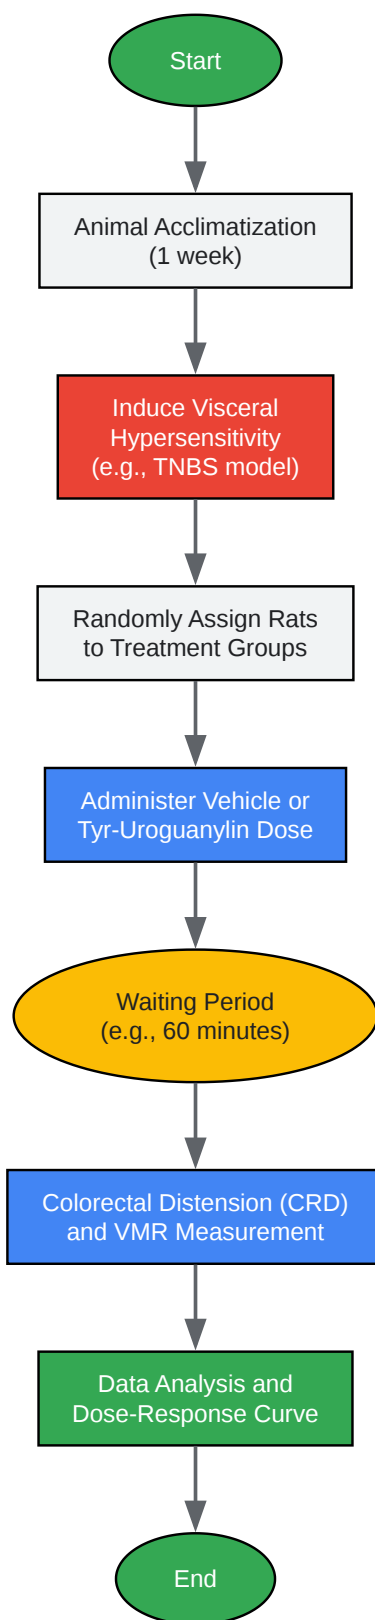 Start
Animal Acclimatization
(1 week)
Induce Visceral
Hypersensitivity
(e.g., TNBS model)
Randomly Assign Rats
to Treatment Groups
Administer Vehicle or
Tyr-Uroguanylin Dose
Waiting Period
(e.g., 60 minutes)
Colorectal Distension (CRD)
and VMR Measurement
Data Analysis and
Dose-Response Curve
End